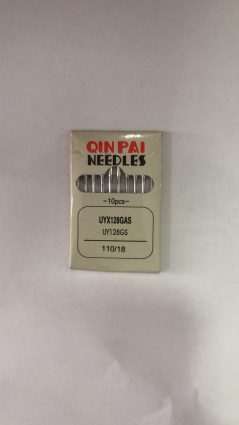 QIN PAI
NEEDLES
-10pcs-
UYX128GAS
UY128GS
110/18